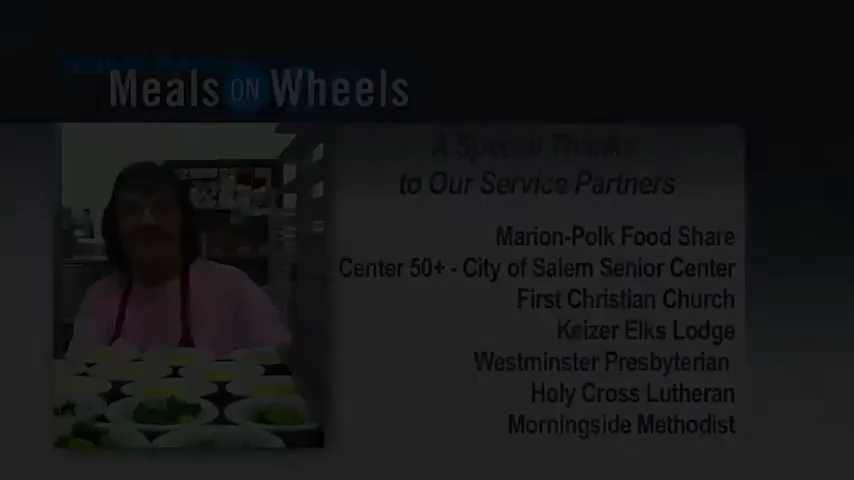 Meals ON Wheels
A Special Thanks
to Our Service Partners
Marion-Polk Food Share
Center 50+ - City of Salem Senior Center
First Christian Church
Keizer Elks Lodge
Westminster Presbyterian
Holy Cross Lutheran
Morningside Methodist